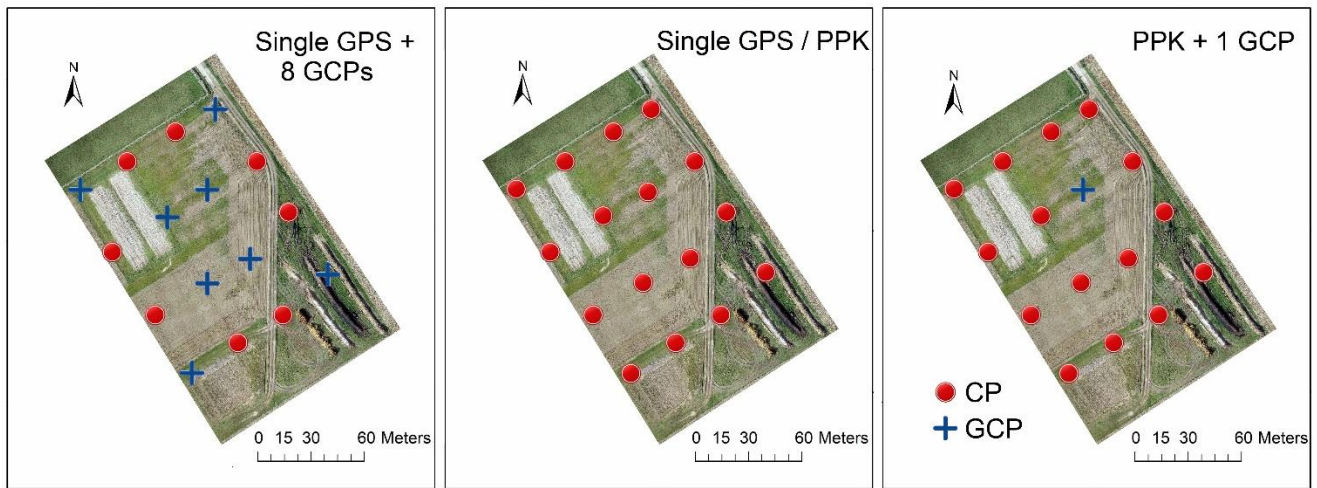 Single GPS +
8 GCPs
N
0 15 30 60 Meters
Single GPS / PPK
N
0 15 30 60 Meters
PPK + 1 GCP
N
CP
GCP
0 15 30 60 Meters